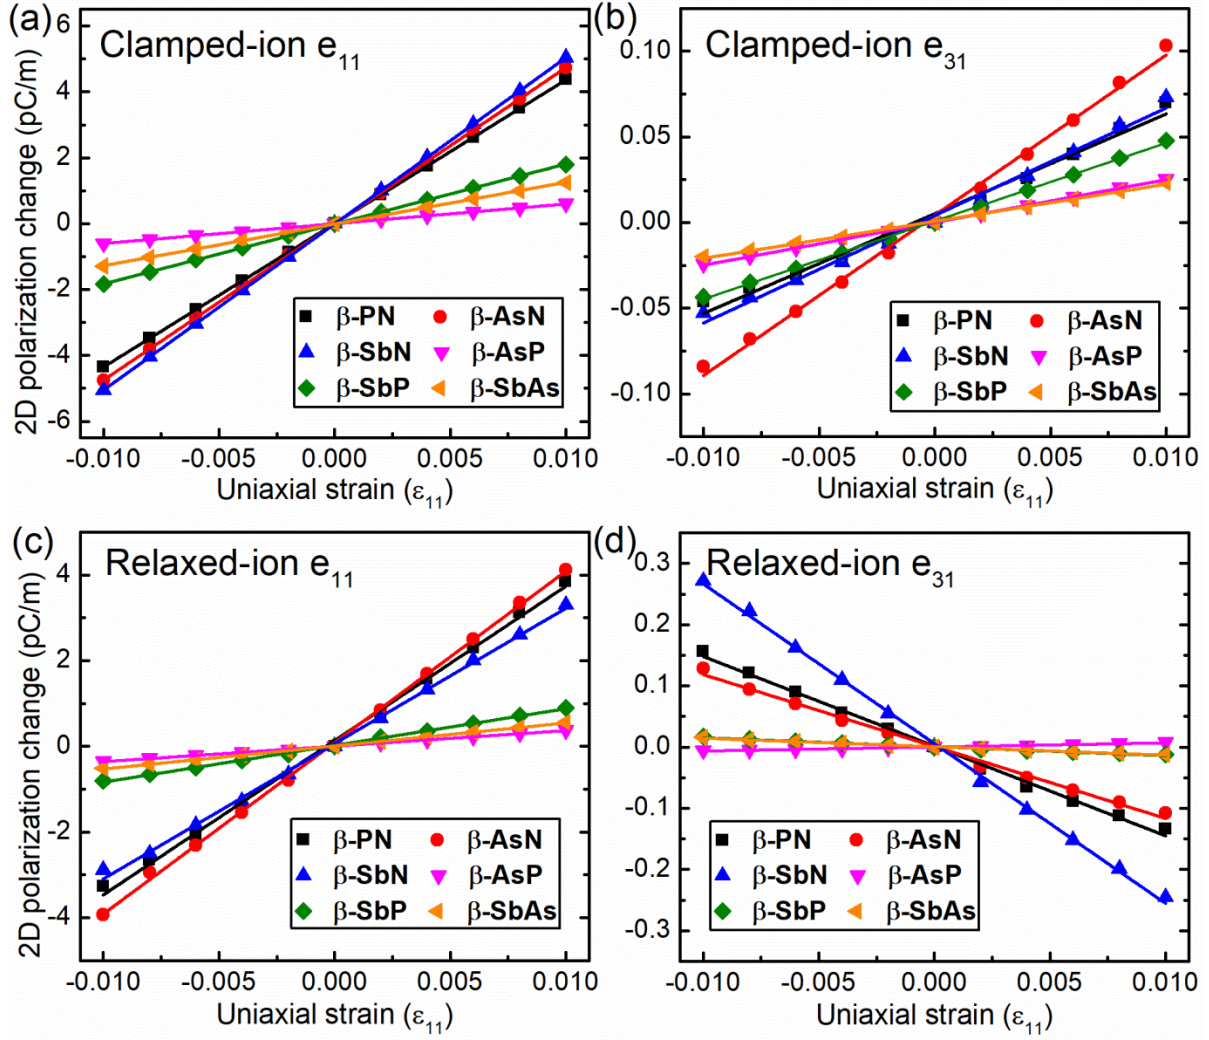 (a)
Clamped-ion e11
2D polarization change (pC/m)
6
4
2
0
-2
-4
-6
β-PN β-AsN
β-SbN β-AsP
β-SbP β-SbAs
-0.010 -0.005 0.000 0.005 0.010
Uniaxial strain (ε11)
(b)
Clamped-ion e31
0.10
0.05
0.00
-0.05
-0.10
β-PN β-AsN
β-SbN β-AsP
β-SbP β-SbAs
-0.010 -0.005 0.000 0.005 0.010
Uniaxial strain (ε11)
(c)
Relaxed-ion e11
2D polarization change (pC/m)
4
2
0
-2
-4
β-PN β-AsN
β-SbN β-AsP
β-SbP β-SbAs
-0.010 -0.005 0.000 0.005 0.010
Uniaxial strain (ε11)
(d)
Relaxed-ion e31
0.3
0.2
0.1
0.0
-0.1
-0.2
-0.3
β-PN β-AsN
β-SbN β-AsP
β-SbP β-SbAs
-0.010 -0.005 0.000 0.005 0.010
Uniaxial strain (ε11)